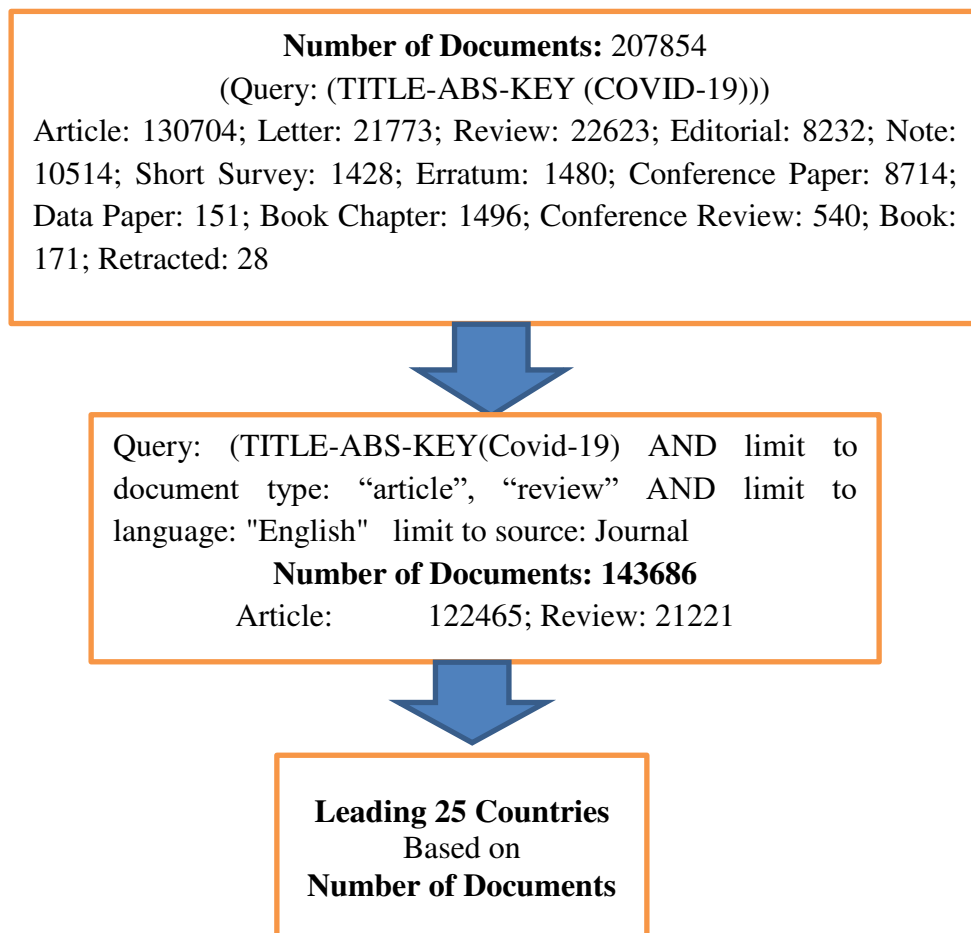 Number of Documents: 207854
(Query: (TITLE-ABS-KEY (COVID-19)))
Article: 130704; Letter: 21773; Review: 22623; Editorial: 8232; Note:
10514; Short Survey: 1428; Erratum: 1480; Conference Paper: 8714;
Data Paper: 151; Book Chapter: 1496; Conference Review: 540; Book:
171; Retracted: 28
Query: (TITLE-ABS-KEY(Covid-19) AND limit to
document type: “article”, “review” AND limit to
language: "English" limit to source: Journal
Number of Documents: 143686
Article: 122465; Review: 21221
Leading 25 Countries
Based on
Number of Documents